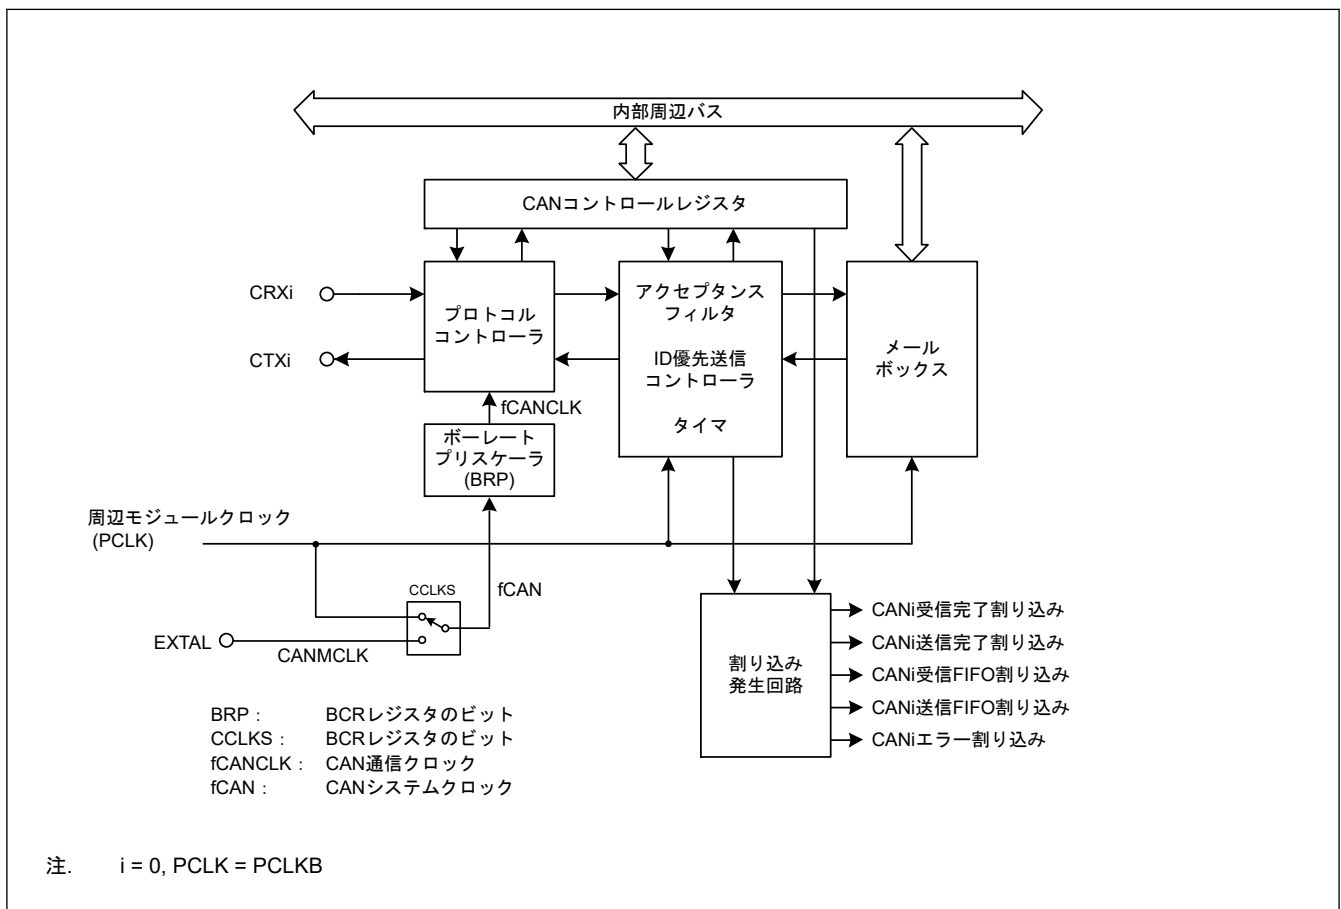 内部周辺バス
CANコントロールレジスタ
CRXi
CTXi
プロトコル
コントローラ
アクセプタンス
フィルタ
ID優先送信
コントローラ
タイマ
メール
ボックス
fCANCLK
ボーレート
プリスケーラ
(BRP)
周辺モジュールクロック
(PCLK)
CCLKS
fCAN
EXTAL
CANMCLK
割り込み
発生回路
CANi受信完了割り込み
CANi送信完了割り込み
CANi受信FIFO割り込み
CANi送信FIFO割り込み
CANiエラー割り込み
BRP : BCRレジスタのビット
CCLKS : BCRレジスタのビット
fCANCLK : CAN通信クロック
fCAN : CANシステムクロック
注. i = 0, PCLK = PCLKB